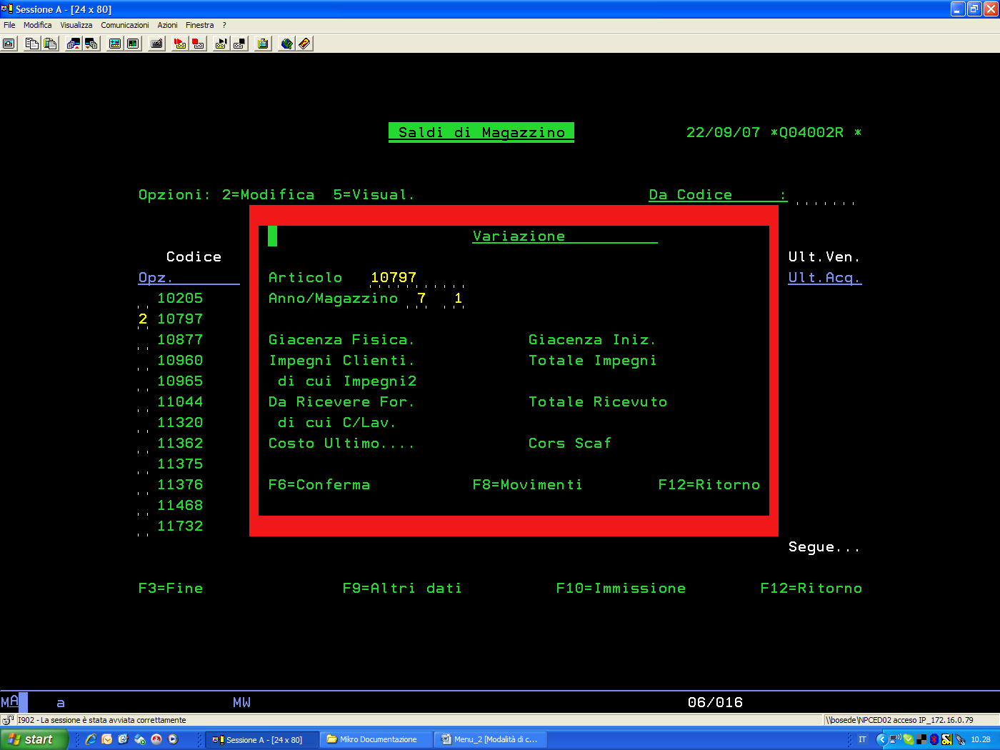 Sessione A - [24 x 80]
File Modifica Visualizza Comunicazioni Azioni Finestra ?
Saldi di Magazzino 22/09/07 *Q04002R *
Opzioni: 2=Modifica 5=Visual. Da Codice :
Variazione
Codice Ult.Ven.
Opz. Articolo 10797 Ult.Acq.
10205 Anno/Magazzino 7 1
2 10797
10877 Giacenza Fisica. Giacenza Iniz.
10960 Impegni Clienti. Totale Impegni
10965 di cui Impegni2
11044 Da Ricevere For. Totale Ricevuto
11320 di cui C/Lav.
11362 Costo Ultimo.... Cors Scaf
11375
11376 F6=Conferma F8=Movimenti F12=Ritorno
11468
11732
Segue...
F3=Fine F9=Altri dati F10=Immissione F12=Ritorno
MA a MW 06/016
I902 - La sessione è stata avviata correttamente \\bosede\NPCED02 acceso IP_172.16.0.79
start Sessione A - [24 x 80] Mikro Documentazione Menu_2 [Modalità di c... IT 10.28